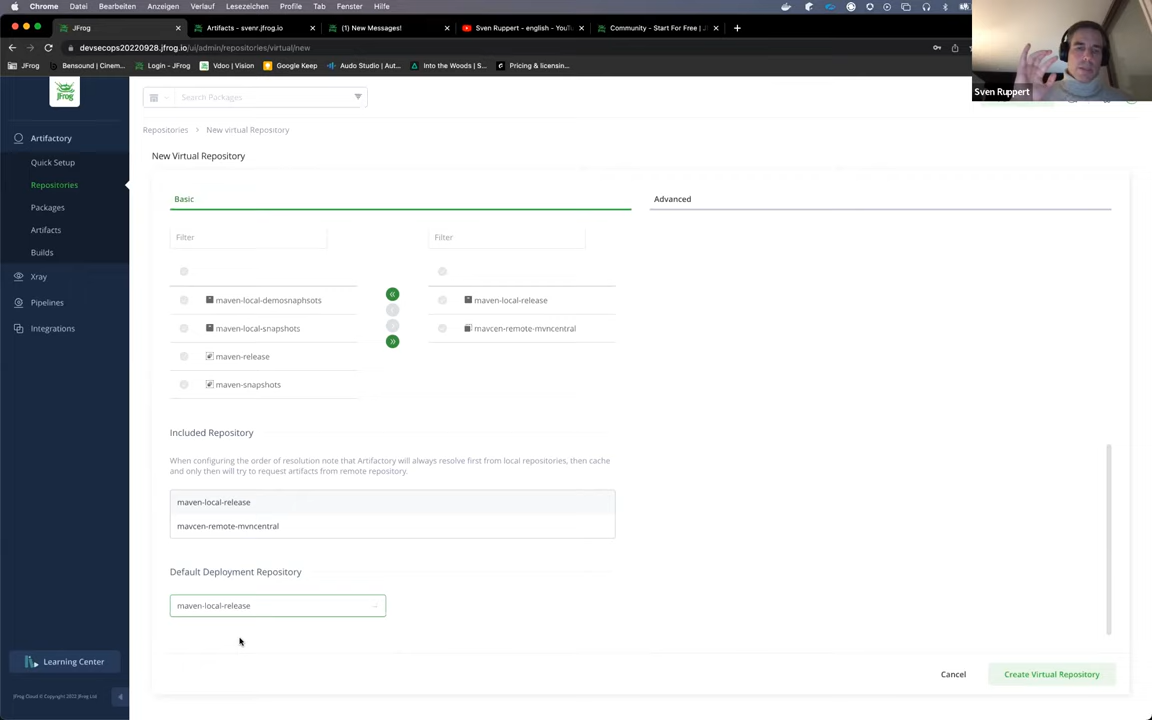 Chrome Datei Bearbeiten Anzeigen Verlauf Lesezeichen Profile Tab Fenster Hilfe
JFrog
Artifacts - svenr.jfrog.io
(1) New Messages!
Sven Ruppert - english - YouTu
Community - Start For Free | J
devsecops20220928.jfrog.io/ui/admin/repositories/virtual/new
JFrog
Bensound | Cinem...
Login - JFrog
Vdoo | Vision
Google Keep
Audo Studio | Aut...
Into the Woods | S...
Pricing & licensin...
Sven Ruppert
JFrog
Search Packages
Repositories > New virtual Repository
Artifactory
Quick Setup
Repositories
Packages
Artifacts
Builds
Xray
Pipelines
Integrations
Learning Center
JFrog Cloud © Copyright 2022 JFrog Ltd
New Virtual Repository
Basic
Advanced
Filter
Filter
maven-local-demosnaphsots
maven-local-release
maven-local-snapshots
mavcen-remote-mvncentral
maven-release
maven-snapshots
Included Repository
When configuring the order of resolution note that Artifactory will always resolve first from local repositories, then cache
and only then will try to request artifacts from remote repository.
maven-local-release
mavcen-remote-mvncentral
Default Deployment Repository
maven-local-release
Cancel
Create Virtual Repository